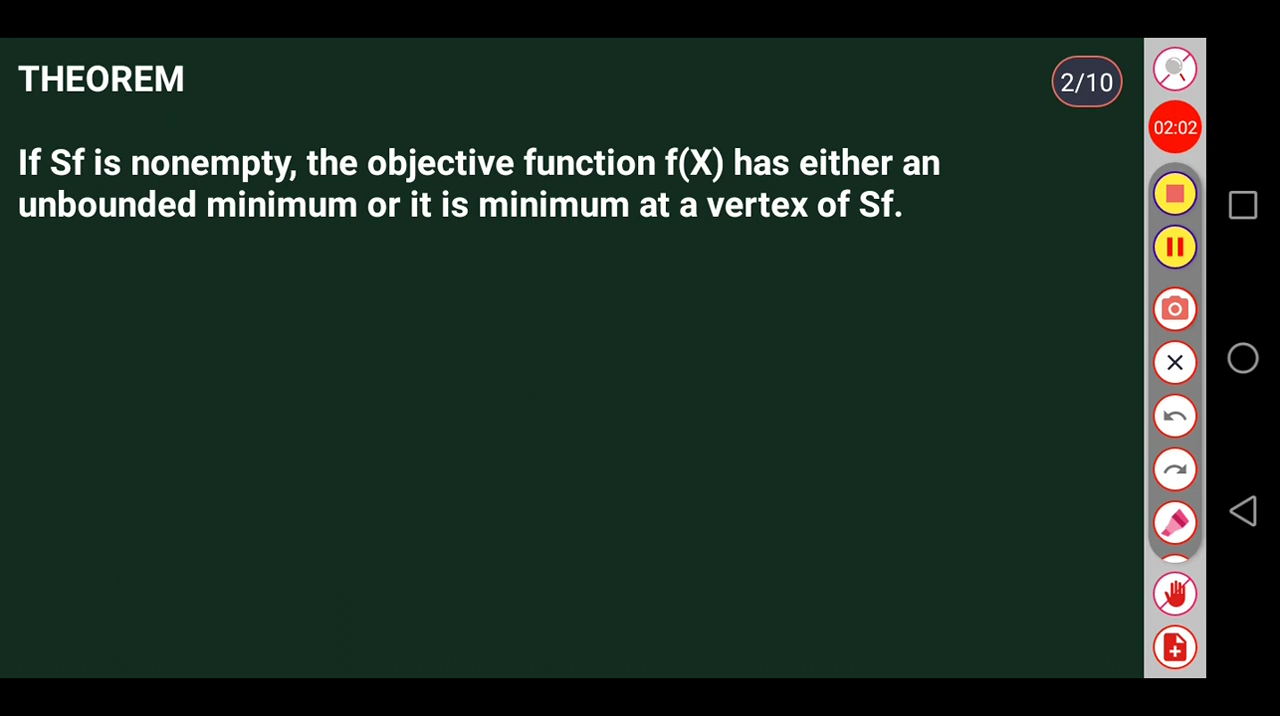 THEOREM
2/10
02:02
If Sf is nonempty, the objective function f(X) has either an
unbounded minimum or it is minimum at a vertex of Sf.